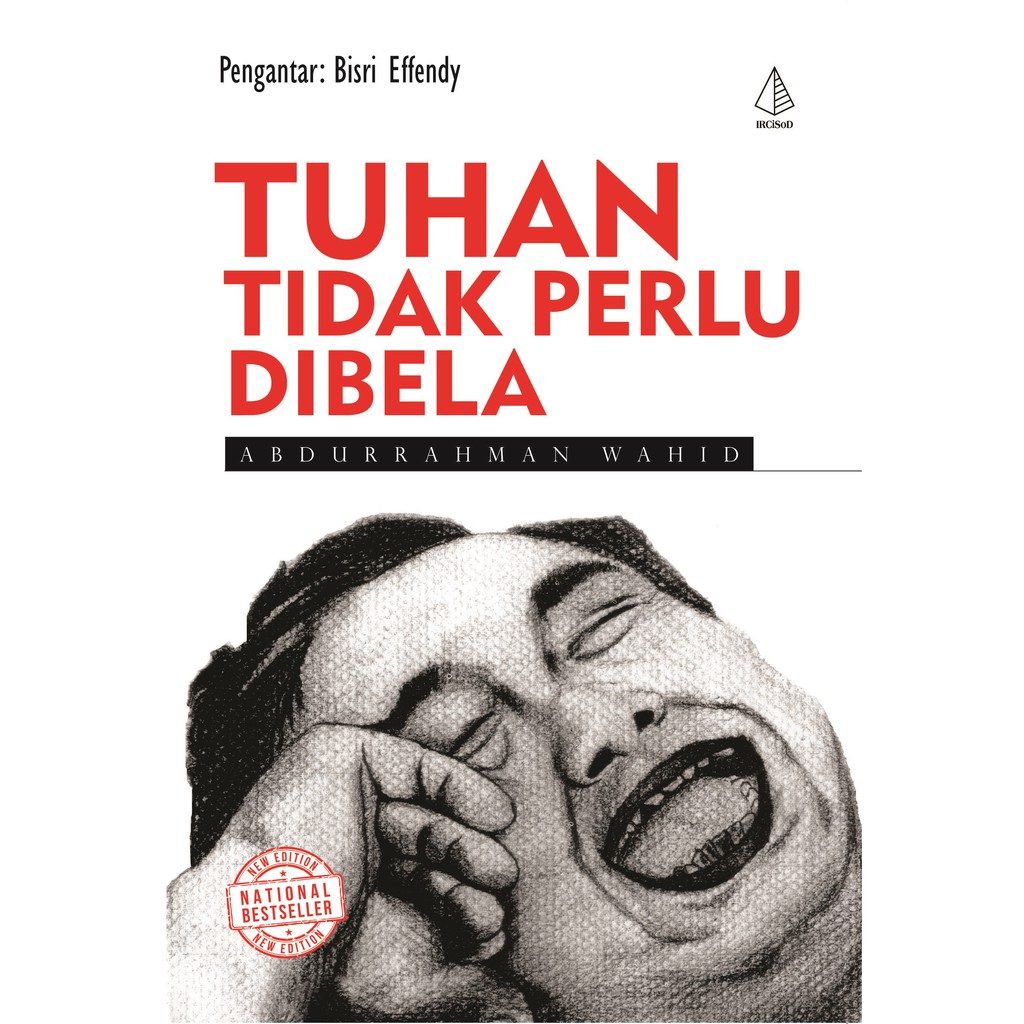 Pengantar: Bisri Effendy
IRCiSoD
TUHAN
TIDAK PERLU
DIBELA
ABDURRAHMAN WAHID
NEW EDITION
NATIONAL
BESTSELLER
NEW EDITION